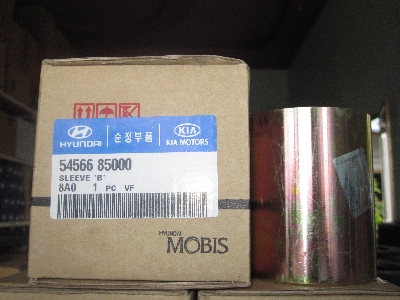 HYUNDAI
순정부품
KIA
KIA MOTORS
54566 85000
SLEEVE 'B'
8A0 1 PC VF
HYUNDAI
MOBIS